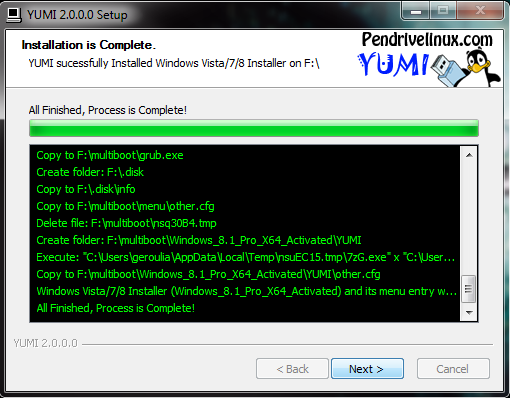 YUMI 2.0.0.0 Setup
Installation is Complete.
YUMI sucessfully Installed Windows Vista/7/8 Installer on F:\
Pendrivelinux.com
YUMI
All Finished, Process is Complete!
Copy to F:\multiboot\grub.exe
Create folder: F:\.disk
Copy to F:\.disk\info
Copy to F:\multiboot\menu\other.cfg
Delete file: F:\multiboot\nsg30B4.tmp
Create folder: F:\multiboot\Windows_8.1_Pro_X64_Activated\YUMI
Execute: "C:\Users\geroulia\AppData\Local\Temp\nsuEC15.tmp\7zG.exe" x "C:\User...
Copy to F:\multiboot\Windows_8.1_Pro_X64_Activated\YUMI\other.cfg
Windows Vista/7/8 Installer (Windows_8.1_Pro_X64_Activated) and its menu entry w...
All Finished, Process is Complete!
YUMI 2.0.0.0
< Back
Next >
Cancel